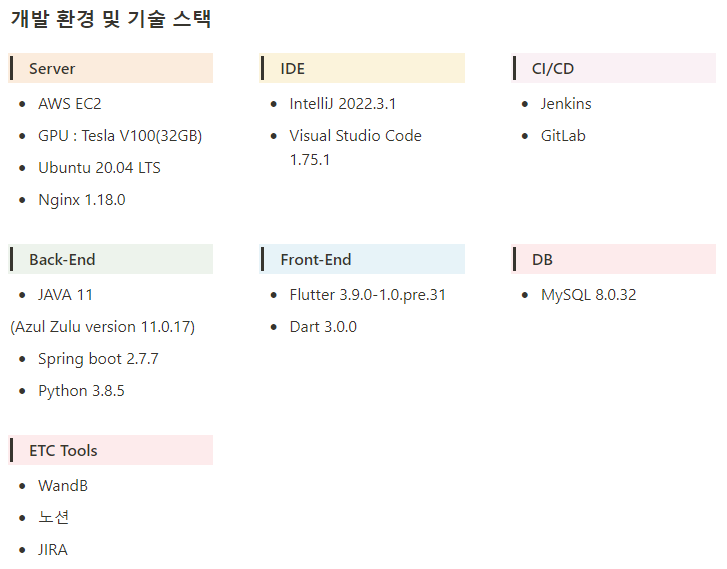 개발 환경 및 기술 스택
Server
AWS EC2
GPU : Tesla V100(32GB)
Ubuntu 20.04 LTS
Nginx 1.18.0
IDE
IntelliJ 2022.3.1
Visual Studio Code
1.75.1
CI/CD
Jenkins
GitLab
Back-End
JAVA 11
(Azul Zulu version 11.0.17)
Spring boot 2.7.7
Python 3.8.5
Front-End
Flutter 3.9.0-1.0.pre.31
Dart 3.0.0
DB
MySQL 8.0.32
ETC Tools
WandB
노션
JIRA